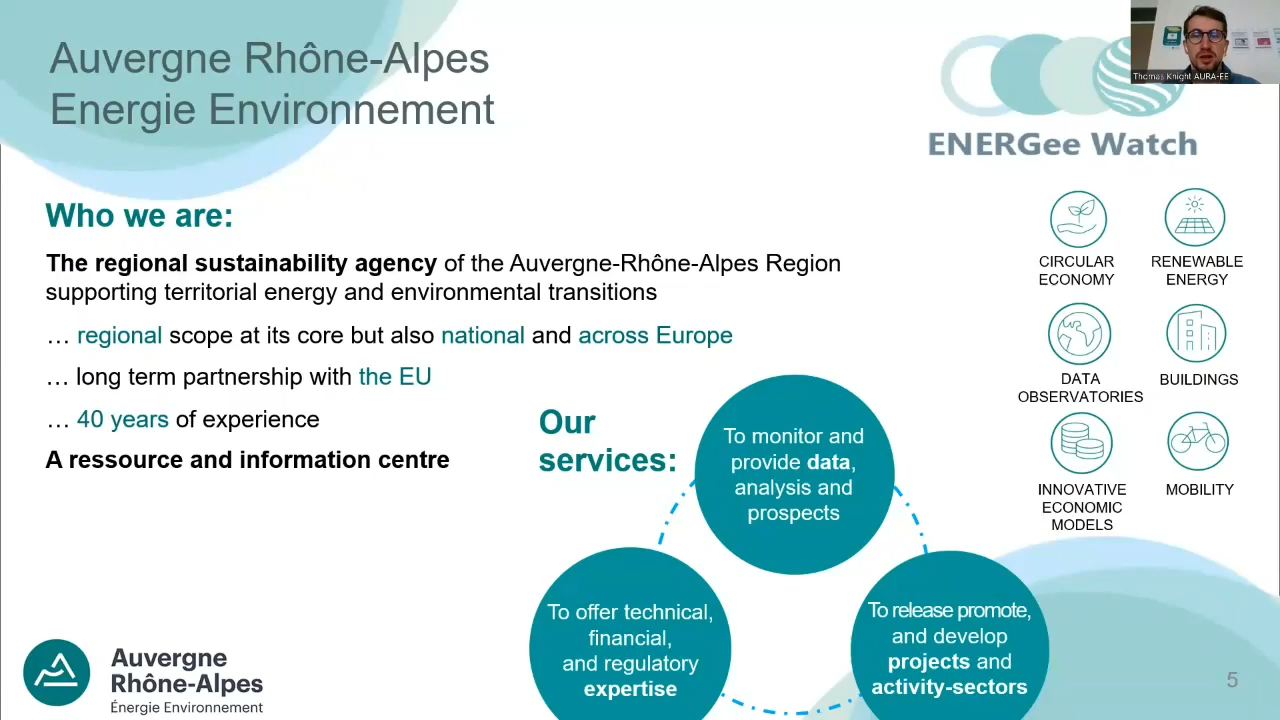 Auvergne Rhône-Alpes
Energie Environnement
Thomas Knight AURA-EE
ENERGee Watch
Who we are:
The regional sustainability agency of the Auvergne-Rhône-Alpes Region
supporting territorial energy and environmental transitions
… regional scope at its core but also national and across Europe
… long term partnership with the EU
… 40 years of experience
A ressource and information centre
Our
services:
To monitor and
provide data,
analysis and
prospects
To offer technical,
financial,
and regulatory
expertise
To release promote,
and develop
projects and
activity-sectors
CIRCULAR
ECONOMY
RENEWABLE
ENERGY
DATA
OBSERVATORIES
BUILDINGS
INNOVATIVE
ECONOMIC
MODELS
MOBILITY
Auvergne
Rhône-Alpes
Énergie Environnement
5